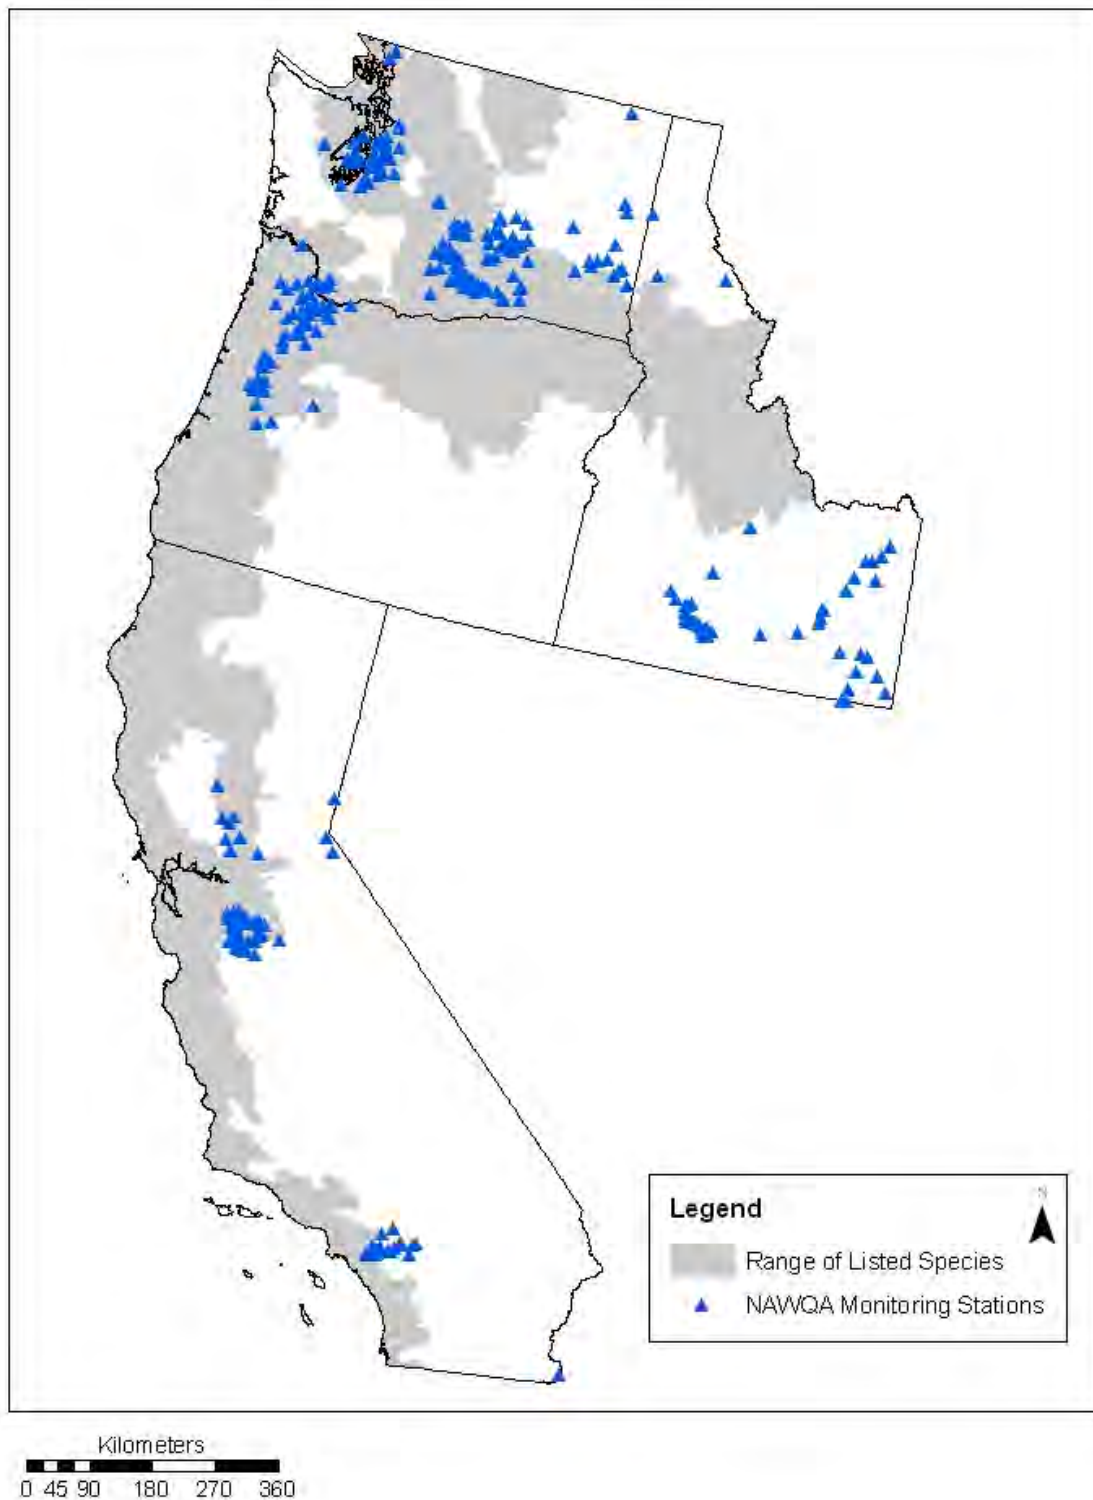 Legend
N
Range of Listed Species
NAWQA Monitoring Stations
Kilometers
0 45 90 180 270 360